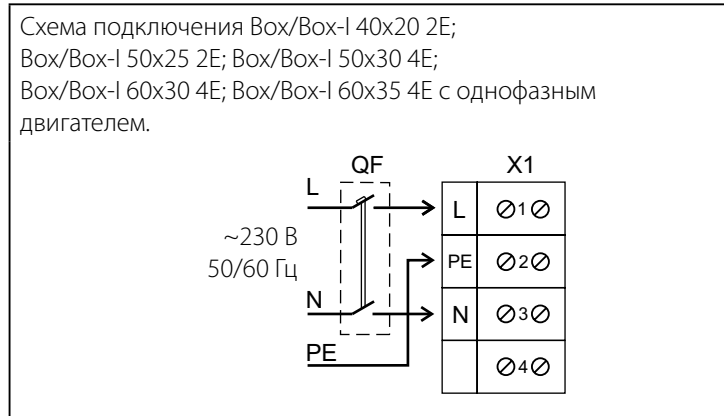 Схема подключения Box/Box-I 40x20 2E;
Box/Box-I 50x25 2E; Box/Box-I 50x30 4E;
Box/Box-I 60x30 4E; Box/Box-I 60x35 4E с однофазным
двигателем.
QF X1
L L 1
~230 В
50/60 Гц
PE 2
N N 3
PE 4